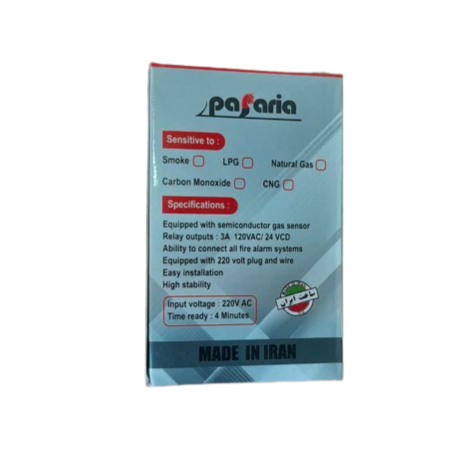 pasaria
Sensitive to :
Smoke LPG Natural Gas
Carbon Monoxide CNG
Specifications :
Equipped with semiconductor gas sensor
Relay outputs : 3A 120VAC/ 24 VCD
Ability to connect all fire alarm systems
Equipped with 220 volt plug and wire
Easy installation
High stability
ساخت ایران
Input voltage : 220V AC
Time ready : 4 Minutes
MADE IN IRAN